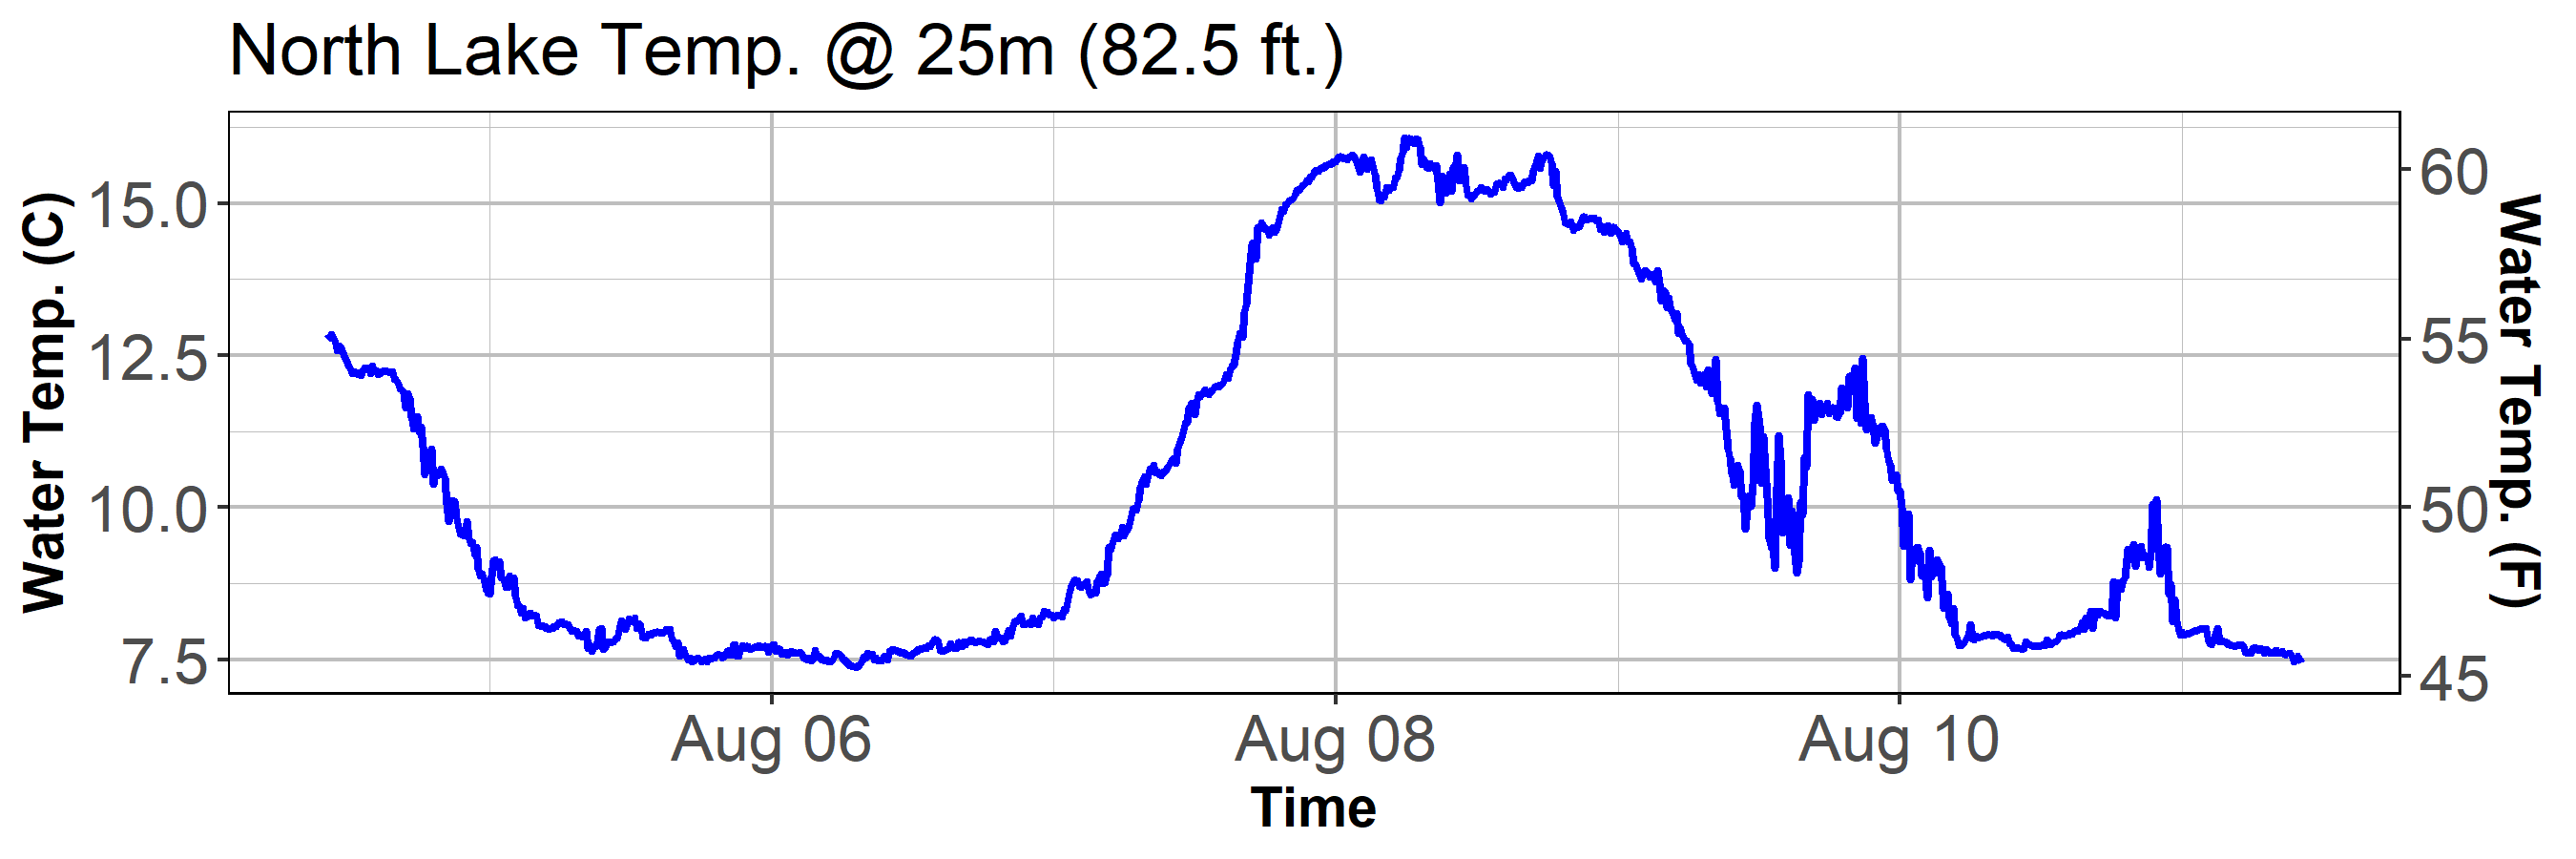 North Lake Temp. @ 25m (82.5 ft.)
Water Temp. (C)
15.0
12.5
10.0
7.5
60
55
50
45
Water Temp. (F)
Aug 06
Aug 08
Aug 10
Time